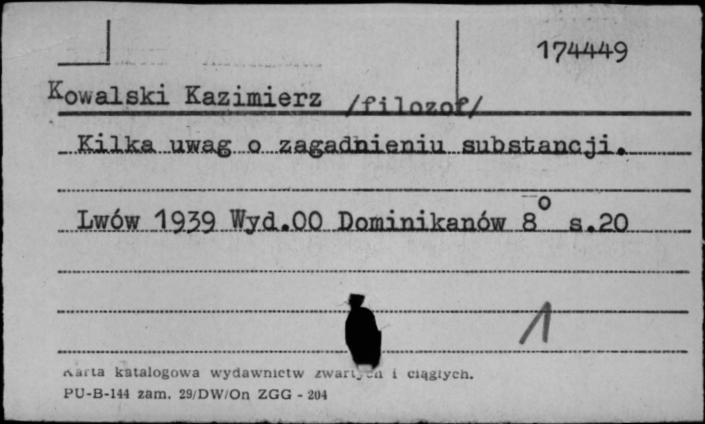 174449
Kowalski Kazimierz /filozof/
Kilka uwag o zagadnieniu substancji.
Lwów 1939 Wyd.OO Dominikanów 8° s.20
1
Karta katalogowa wydawnictw zwartych i ciągłych.
PU-B-144 zam. 29/DW/On ZGG - 204